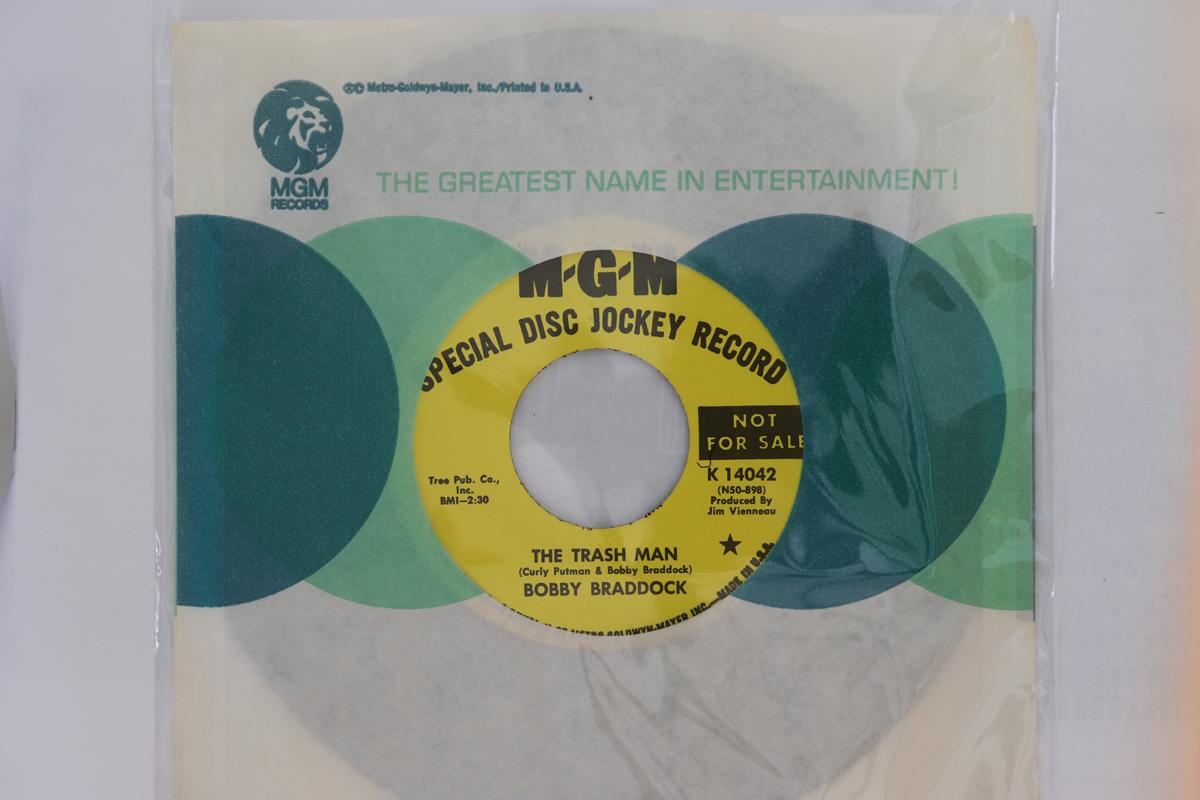 ⓇⒸ Metro-Goldwyn-Mayer, Inc./Printed in U.S.A.
MGM
RECORDS
THE GREATEST NAME IN ENTERTAINMENT!
M-G-M
SPECIAL DISC JOCKEY RECORD
NOT
FOR SALE
K 14042
(N50-898)
Produced By
Jim Vienneau
Tree Pub. Co.,
Inc.
BMI—2:30
THE TRASH MAN
(Curly Putman & Bobby Braddock)
BOBBY BRADDOCK
METRO-GOLDWYN-MAYER INC.—MADE IN U.S.A.